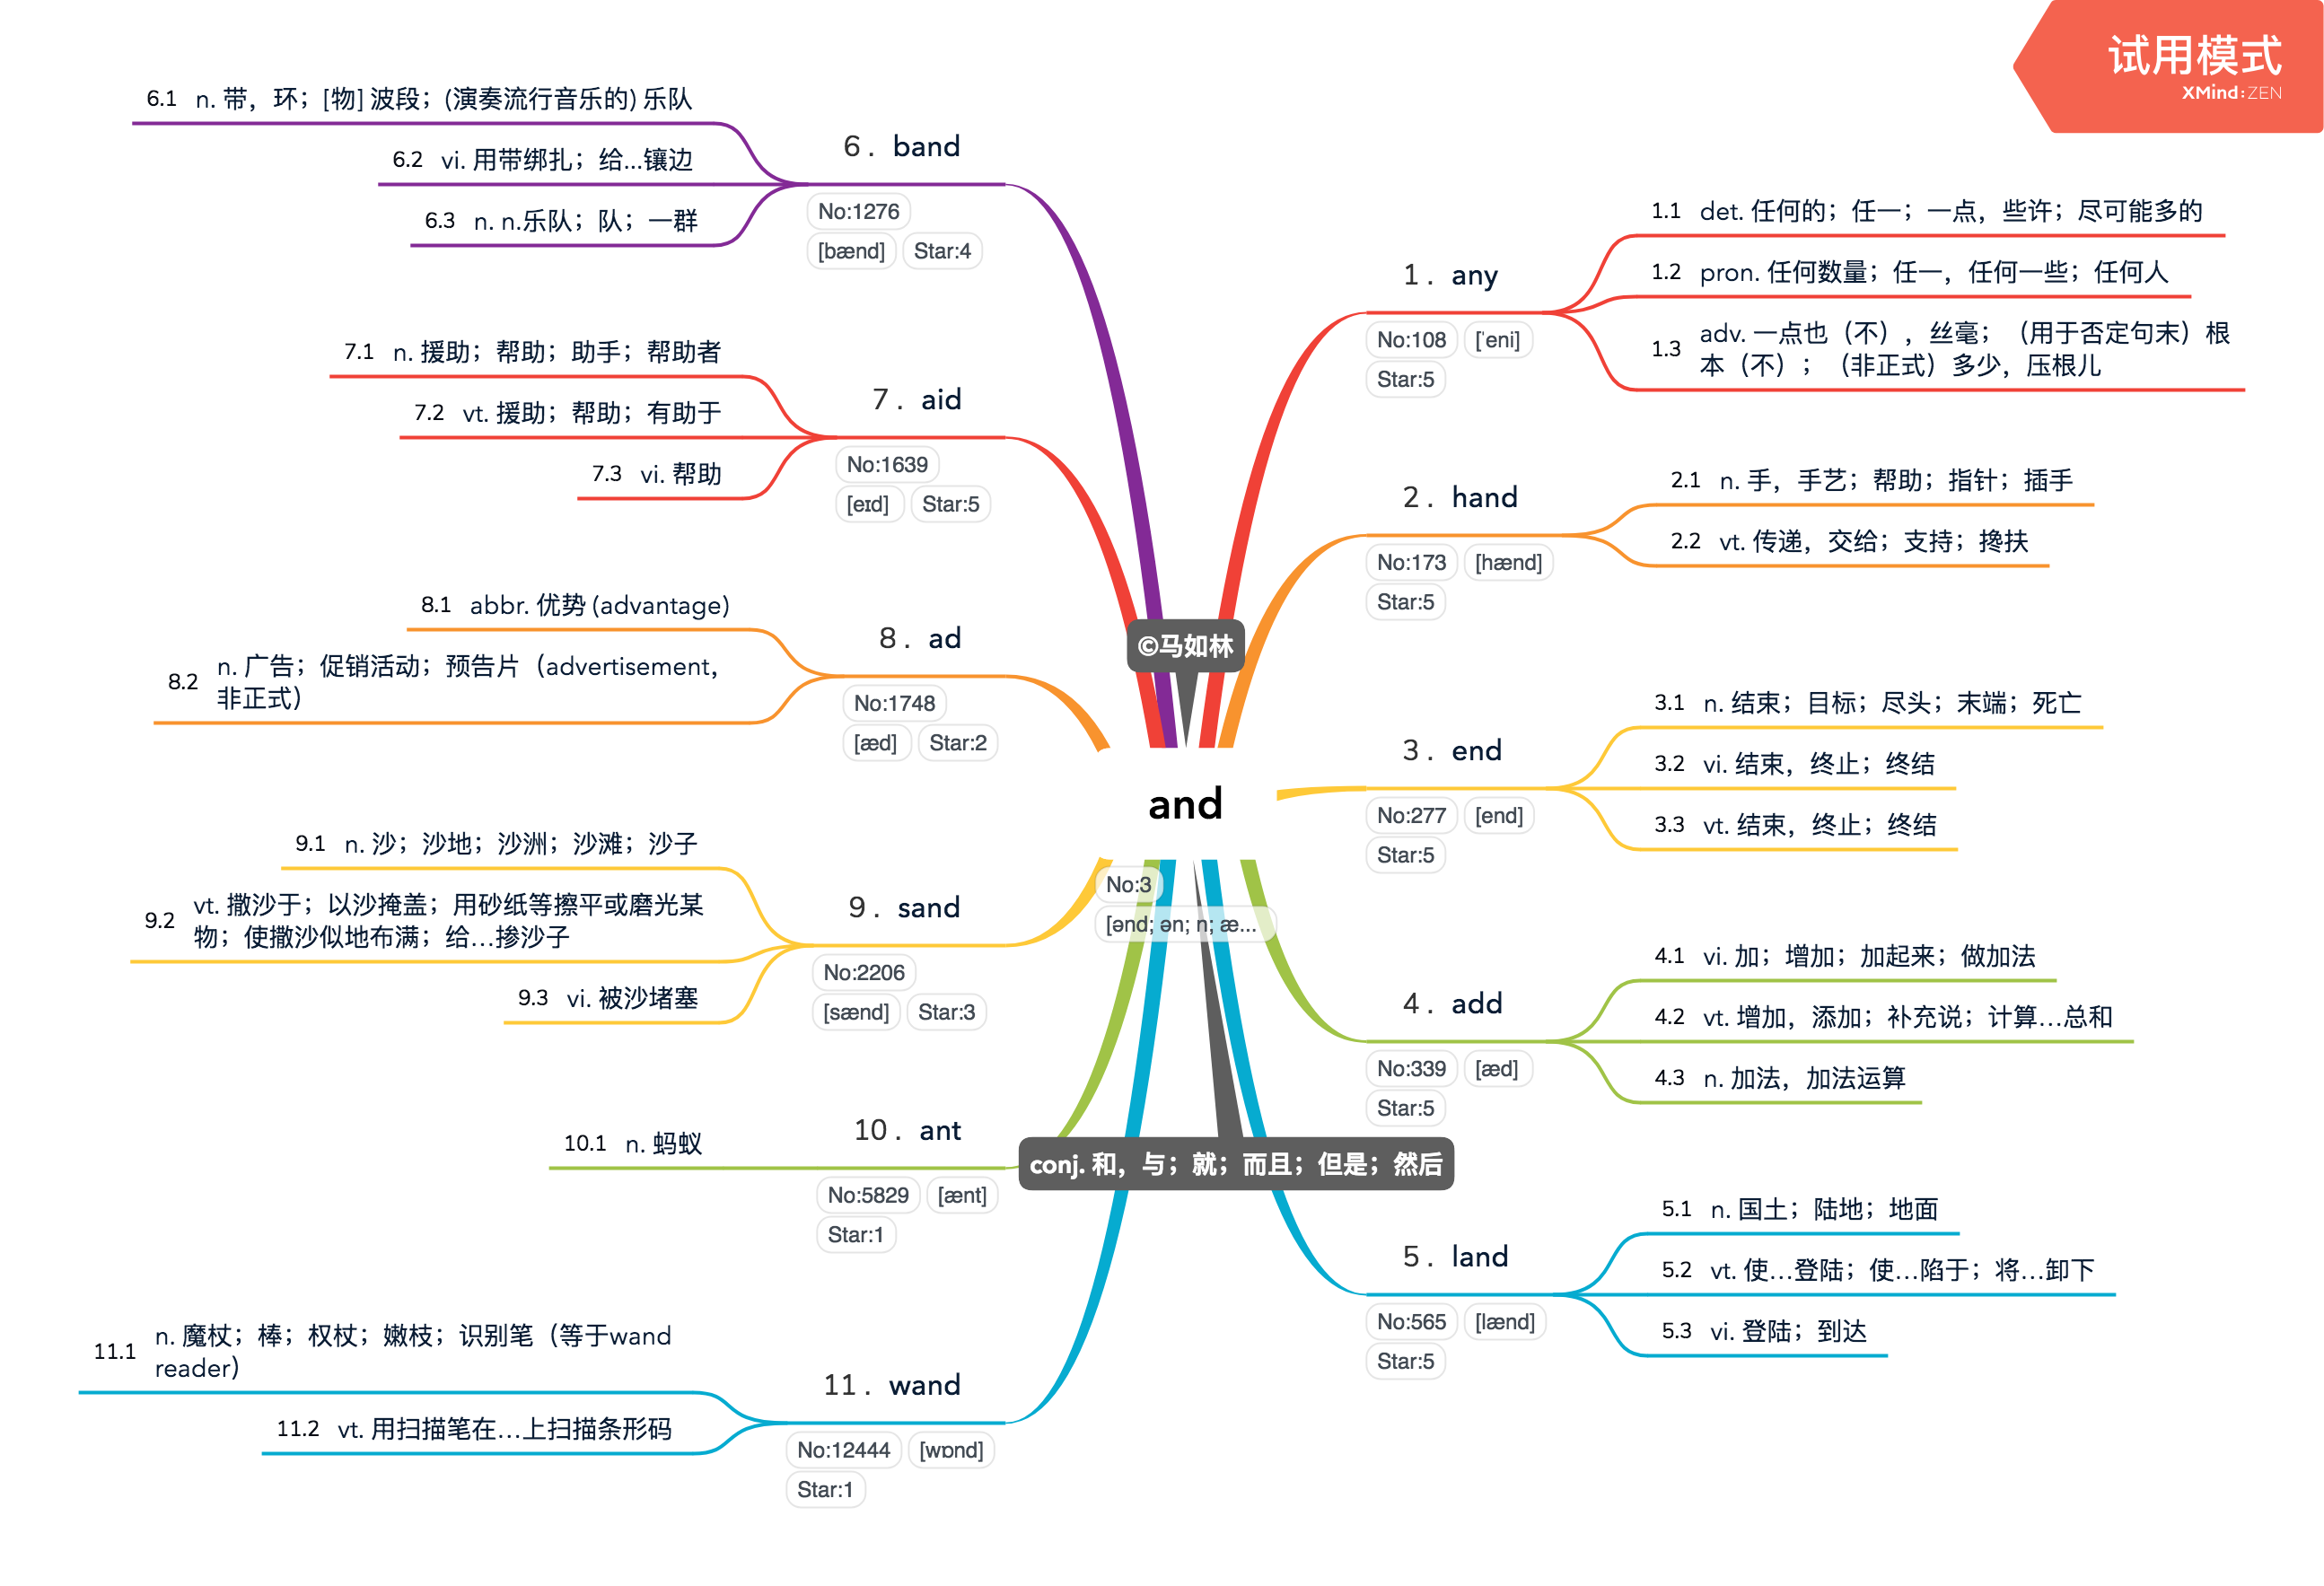 试用模式
XMind:ZEN
©马如林
and
No:3
[ənd; ən; n; æ...
conj. 和，与；就；而且；但是；然后
1. any
No:108 [ˈeni]
Star:5
1.1 det. 任何的；任一；一点，些许；尽可能多的
1.2 pron. 任何数量；任一，任何一些；任何人
1.3 adv. 一点也（不），丝毫；（用于否定句末）根
本（不）；（非正式）多少，压根儿
2. hand
No:173 [hænd]
Star:5
2.1 n. 手，手艺；帮助；指针；插手
2.2 vt. 传递，交给；支持；搀扶
3. end
No:277 [end]
Star:5
3.1 n. 结束；目标；尽头；末端；死亡
3.2 vi. 结束，终止；终结
3.3 vt. 结束，终止；终结
4. add
No:339 [æd]
Star:5
4.1 vi. 加；增加；加起来；做加法
4.2 vt. 增加，添加；补充说；计算...总和
4.3 n. 加法，加法运算
5. land
No:565 [lænd]
Star:5
5.1 n. 国土；陆地；地面
5.2 vt. 使...登陆；使...陷于；将...卸下
5.3 vi. 登陆；到达
6. band
No:1276
[bænd] Star:4
6.1 n. 带，环；[物] 波段；(演奏流行音乐的) 乐队
6.2 vi. 用带绑扎；给...镶边
6.3 n. n.乐队；队；一群
7. aid
No:1639
[eɪd] Star:5
7.1 n. 援助；帮助；助手；帮助者
7.2 vt. 援助；帮助；有助于
7.3 vi. 帮助
8. ad
No:1748
[æd] Star:2
8.1 abbr. 优势 (advantage)
8.2 n. 广告；促销活动；预告片（advertisement，
非正式）
9. sand
No:2206
[sænd] Star:3
9.1 n. 沙；沙地；沙洲；沙滩；沙子
9.2 vt. 撒沙于；以沙掩盖；用砂纸等擦平或磨光某
物；使撒沙似地布满；给...掺沙子
9.3 vi. 被沙堵塞
10. ant
No:5829 [ænt]
Star:1
10.1 n. 蚂蚁
11. wand
No:12444 [wɒnd]
Star:1
11.1 n. 魔杖；棒；权杖；嫩枝；识别笔（等于wand
reader）
11.2 vt. 用扫描笔在...上扫描条形码